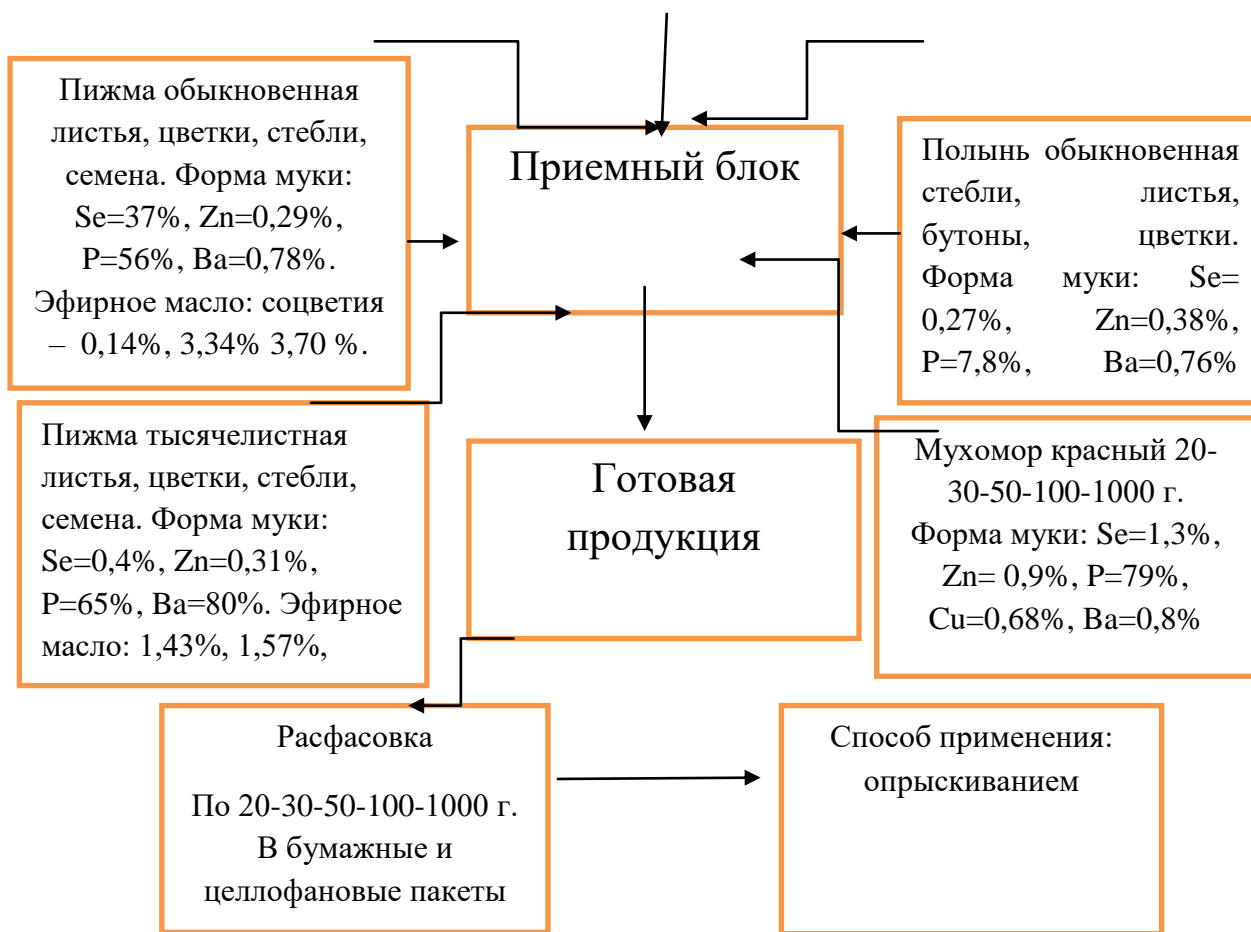 Пижма обыкновенная
листья, цветки, стебли,
семена. Форма муки:
Se=37%, Zn=0,29%,
P=56%, Ba=0,78%.
Эфирное масло: соцветия
– 0,14%, 3,34% 3,70 %.
Приемный блок
Полынь обыкновенная
стебли, листья,
бутоны, цветки.
Форма муки: Se=
0,27%, Zn=0,38%,
P=7,8%, Ba=0,76%
Пижма тысячелистная
листья, цветки, стебли,
семена. Форма муки:
Se=0,4%, Zn=0,31%,
P=65%, Ba=80%. Эфирное
масло: 1,43%, 1,57%,
Готовая
продукция
Мухомор красный 20-
30-50-100-1000 г.
Форма муки: Se=1,3%,
Zn= 0,9%, P=79%,
Cu=0,68%, Ba=0,8%
Расфасовка
По 20-30-50-100-1000 г.
В бумажные и
целлофановые пакеты
Способ применения:
опрыскиванием